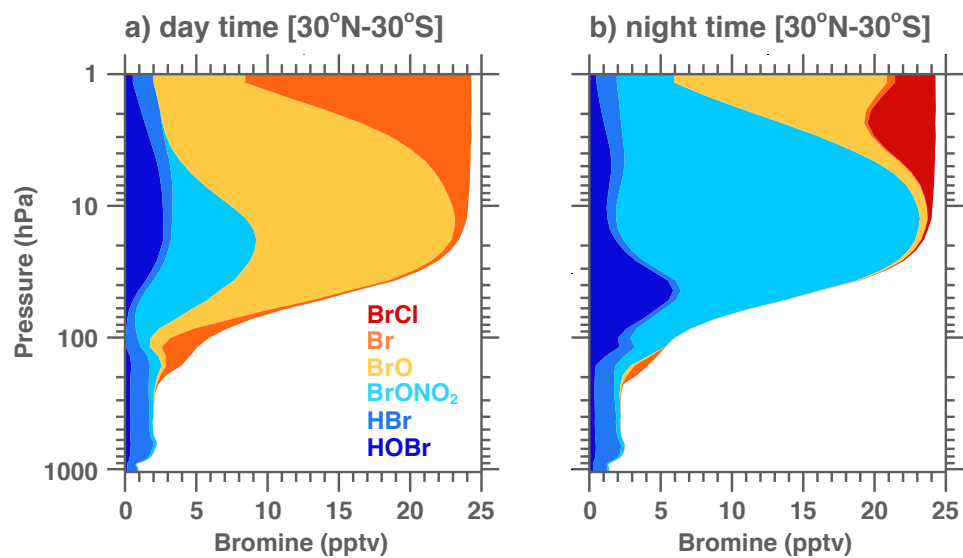 a) day time [30°N-30°S]
b) night time [30°N-30°S]
1
10
100
1000
Pressure (hPa)
BrCl
Br
BrO
BrONO₂
HBr
HOBr
0 5 10 15 20 25
0 5 10 15 20 25
Bromine (pptv)
Bromine (pptv)